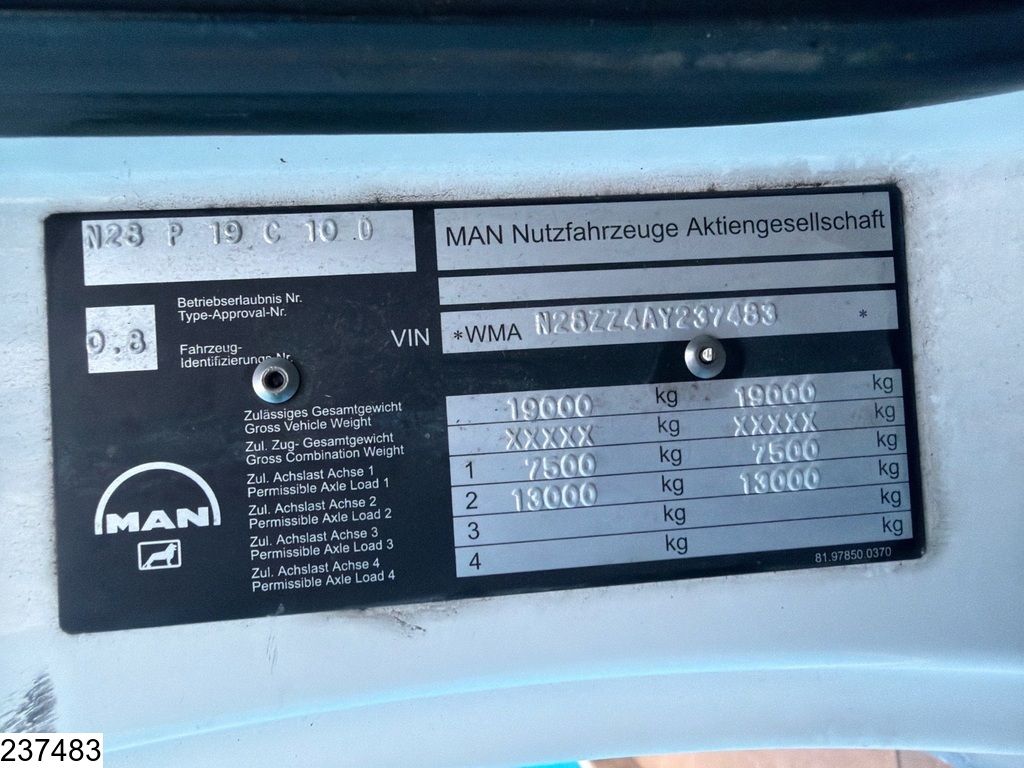 N28 P 19 C 10 0
MAN Nutzfahrzeuge Aktiengesellschaft
Betriebserlaubnis Nr.
Type-Approval-Nr.
9.8
Fahrzeug-
Identifizierungs Nr.
VIN *WMA N28ZZ4AY237483 *
Zulässiges Gesamtgewicht
Gross Vehicle Weight
19000 kg 19000 kg
Zul. Zug- Gesamtgewicht
Gross Combination Weight
XXXXX kg XXXXX kg
Zul. Achslast Achse 1
Permissible Axle Load 1
1 7500 kg 7500 kg
Zul. Achslast Achse 2
Permissible Axle Load 2
2 13000 kg 13000 kg
Zul. Achslast Achse 3
Permissible Axle Load 3
3 kg kg
Zul. Achslast Achse 4
Permissible Axle Load 4
4 kg kg
MAN
81.97850.0370
237483